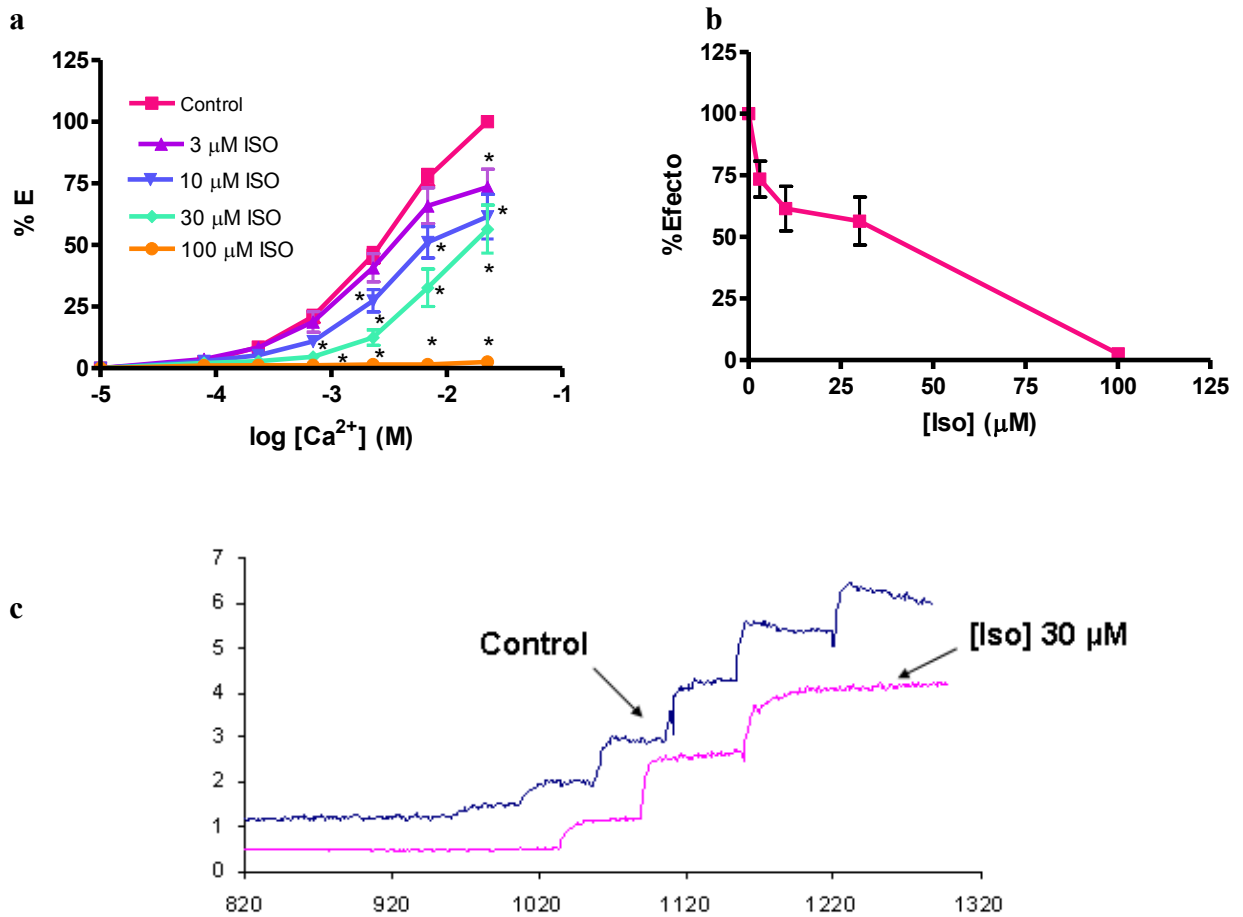 a
125
100
75
50
25
0
% E
Control
3 μM ISO
10 μM ISO
30 μM ISO
100 μM ISO
* * * * * * * * * * * *
-5 -4 -3 -2 -1
log [Ca²⁺] (M)
b
125
100
75
50
25
0
%Efecto
0 25 50 75 100 125
[Iso] (μM)
c
7
6
5
4
3
2
1
0
Control
[Iso] 30 μM
820 920 1020 1120 1220 1320